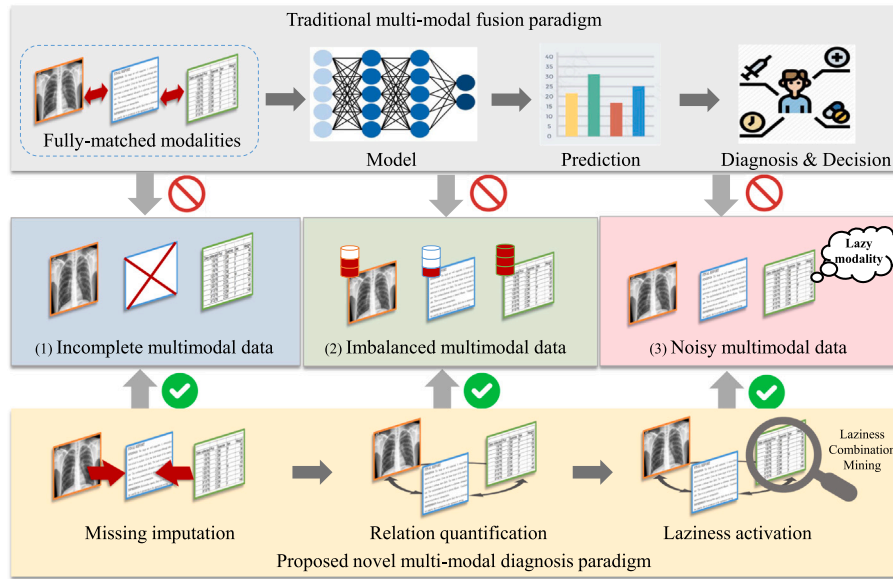 Traditional multi-modal fusion paradigm
Fully-matched modalities
Model
40
35
30
25
20
15
10
5
0
Prediction
Diagnosis & Decision
(1) Incomplete multimodal data
(2) Imbalanced multimodal data
Lazy
modality
(3) Noisy multimodal data
Missing imputation
Relation quantification
Laziness
Combination
Mining
Laziness activation
Proposed novel multi-modal diagnosis paradigm